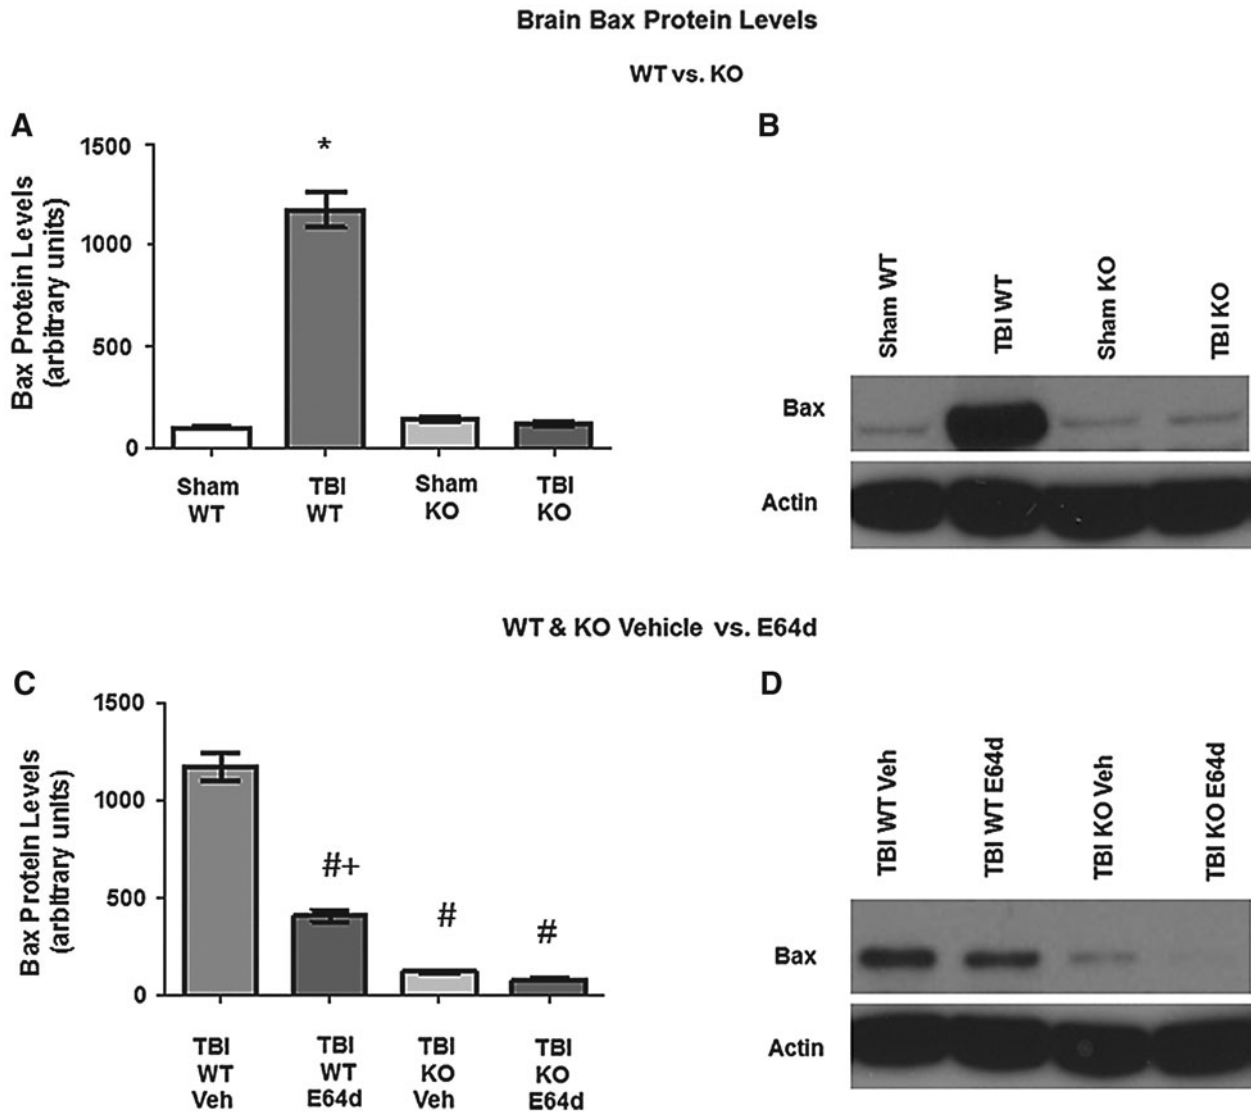 Brain Bax Protein Levels
WT vs. KO
A
Bax Protein Levels
(arbitrary units)
1500
1000
500
0
*
Sham
WT
TBI
WT
Sham
KO
TBI
KO
B
Sham WT
TBI WT
Sham KO
TBI KO
Bax
Actin
WT & KO Vehicle vs. E64d
C
Bax Protein Levels
(arbitrary units)
1500
1000
500
0
#+
#
#
TBI
WT
Veh
TBI
WT
E64d
TBI
KO
Veh
TBI
KO
E64d
D
TBI WT Veh
TBI WT E64d
TBI KO Veh
TBI KO E64d
Bax
Actin